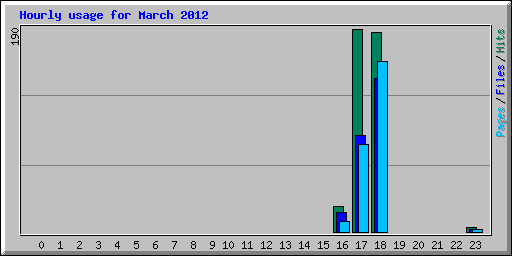 Hourly usage for March 2012
190
Pages/Files/Hits
0 1 2 3 4 5 6 7 8 9 10 11 12 13 14 15 16 17 18 19 20 21 22 23